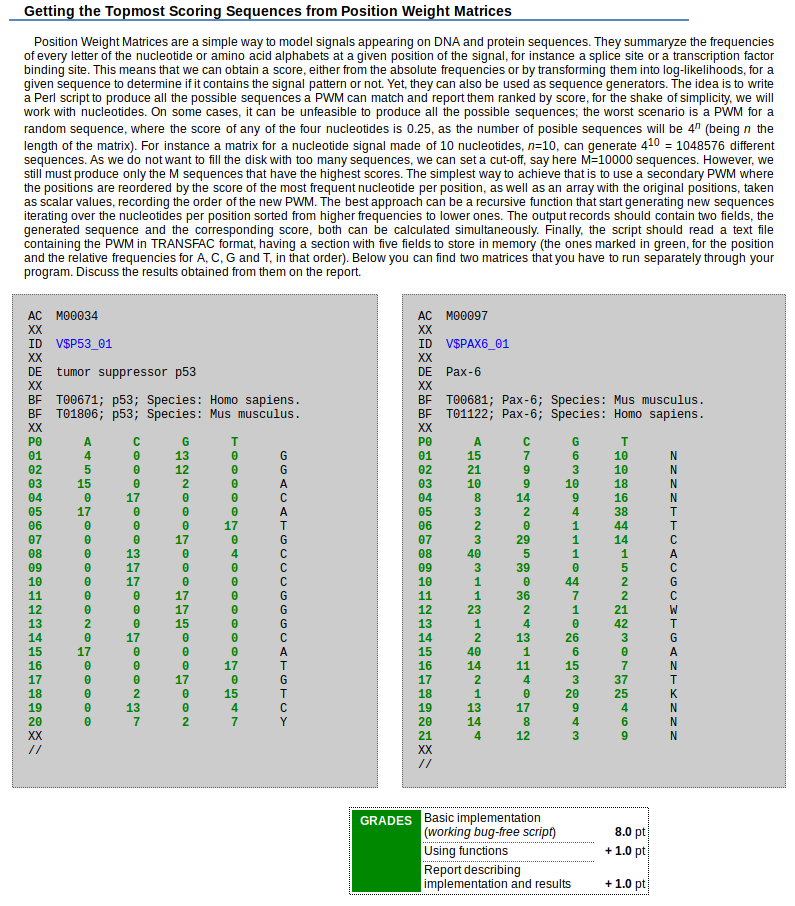 Getting the Topmost Scoring Sequences from Position Weight Matrices
Position Weight Matrices are a simple way to model signals appearing on DNA and protein sequences. They summaryze the frequencies
of every letter of the nucleotide or amino acid alphabets at a given position of the signal, for instance a splice site or a transcription factor
binding site. This means that we can obtain a score, either from the absolute frequencies or by transforming them into log-likelihoods, for a
given sequence to determine if it contains the signal pattern or not. Yet, they can also be used as sequence generators. The idea is to write
a Perl script to produce all the possible sequences a PWM can match and report them ranked by score, for the shake of simplicity, we will
work with nucleotides. On some cases, it can be unfeasible to produce all the possible sequences; the worst scenario is a PWM for a
random sequence, where the score of any of the four nucleotides is 0.25, as the number of posible sequences will be 4ⁿ (being n the
length of the matrix). For instance a matrix for a nucleotide signal made of 10 nucleotides, n=10, can generate 4¹⁰ = 1048576 different
sequences. As we do not want to fill the disk with too many sequences, we can set a cut-off, say here M=10000 sequences. However, we
still must produce only the M sequences that have the highest scores. The simplest way to achieve that is to use a secondary PWM where
the positions are reordered by the score of the most frequent nucleotide per position, as well as an array with the original positions, taken
as scalar values, recording the order of the new PWM. The best approach can be a recursive function that start generating new sequences
iterating over the nucleotides per position sorted from higher frequencies to lower ones. The output records should contain two fields, the
generated sequence and the corresponding score, both can be calculated simultaneously. Finally, the script should read a text file
containing the PWM in TRANSFAC format, having a section with five fields to store in memory (the ones marked in green, for the position
and the relative frequencies for A, C, G and T, in that order). Below you can find two matrices that you have to run separately through your
program. Discuss the results obtained from them on the report.
AC M00034
XX
ID V$P53_01
XX
DE tumor suppressor p53
XX
BF T00671; p53; Species: Homo sapiens.
BF T01806; p53; Species: Mus musculus.
XX
P0 A C G T
01 4 0 13 0 G
02 5 0 12 0 G
03 15 0 2 0 A
04 0 17 0 0 C
05 17 0 0 0 A
06 0 0 0 17 T
07 0 0 17 0 G
08 0 13 0 4 C
09 0 17 0 0 C
10 0 17 0 0 C
11 0 0 17 0 G
12 0 0 17 0 G
13 2 0 15 0 G
14 0 17 0 0 C
15 17 0 0 0 A
16 0 0 0 17 T
17 0 0 17 0 G
18 0 2 0 15 T
19 0 13 0 4 C
20 0 7 2 7 Y
XX
//
AC M00097
XX
ID V$PAX6_01
XX
DE Pax-6
XX
BF T00681; Pax-6; Species: Mus musculus.
BF T01122; Pax-6; Species: Homo sapiens.
XX
P0 A C G T
01 15 7 6 10 N
02 21 9 3 10 N
03 10 9 10 18 N
04 8 14 9 16 N
05 3 2 4 38 T
06 2 0 1 44 T
07 3 29 1 14 C
08 40 5 1 1 A
09 3 39 0 5 C
10 1 0 44 2 G
11 1 36 7 2 C
12 23 2 1 21 W
13 1 4 0 42 T
14 2 13 26 3 G
15 40 1 6 0 A
16 14 11 15 7 N
17 2 4 3 37 T
18 1 0 20 25 K
19 13 17 9 4 N
20 14 8 4 6 N
21 4 12 3 9 N
XX
//
GRADES
Basic implementation
(working bug-free script) 8.0 pt
Using functions + 1.0 pt
Report describing
implementation and results + 1.0 pt